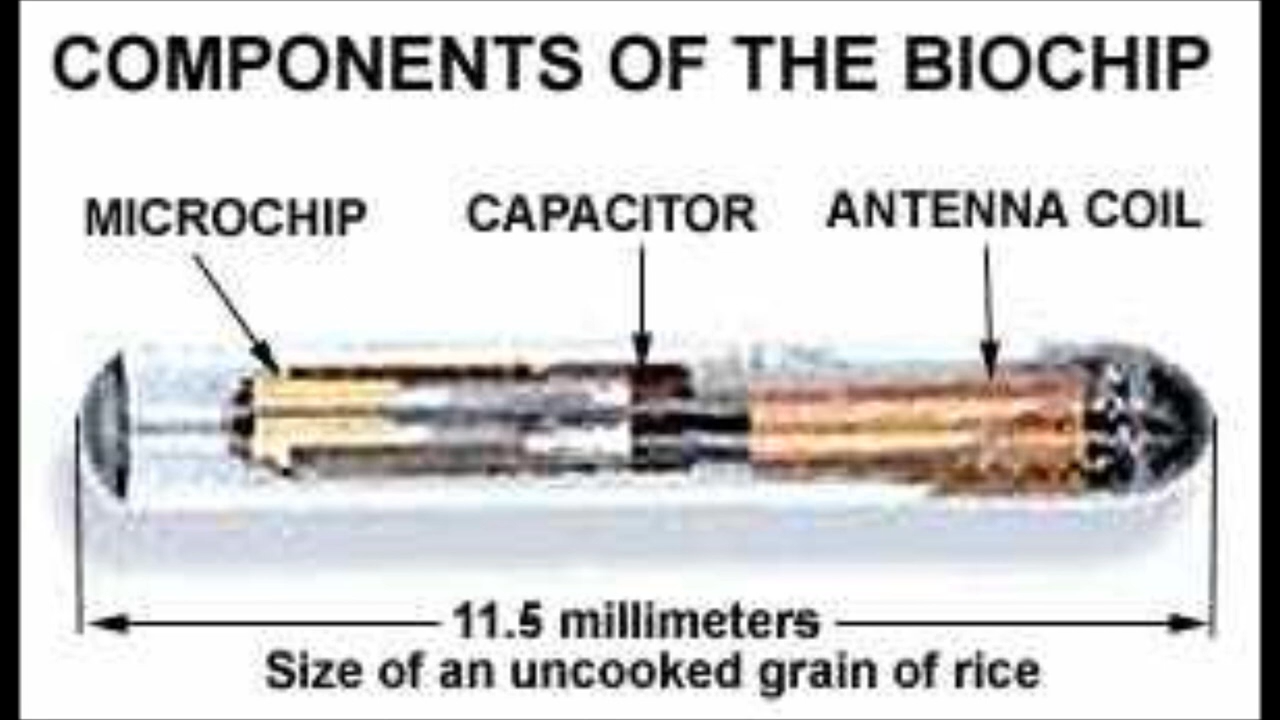 COMPONENTS OF THE BIOCHIP
MICROCHIP CAPACITOR ANTENNA COIL
11.5 millimeters
Size of an uncooked grain of rice